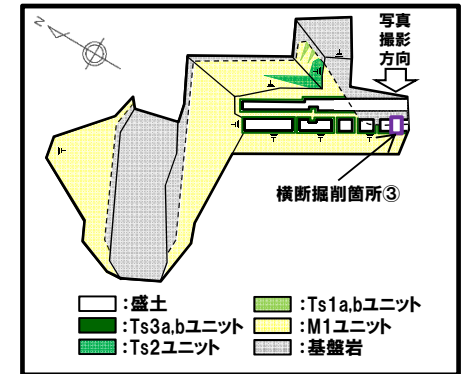 N
写真
撮影
方向
横断掘削箇所③
：盛土
：Ts1a,bユニット
：Ts3a,bユニット
：M1ユニット
：Ts2ユニット
：基盤岩